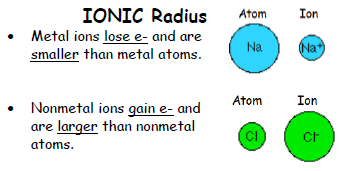 IONIC Radius
Atom Ion
• Metal ions lose e- and are
smaller than metal atoms.
Na Na+
Atom Ion
• Nonmetal ions gain e- and
are larger than nonmetal
atoms.
Cl Cl-